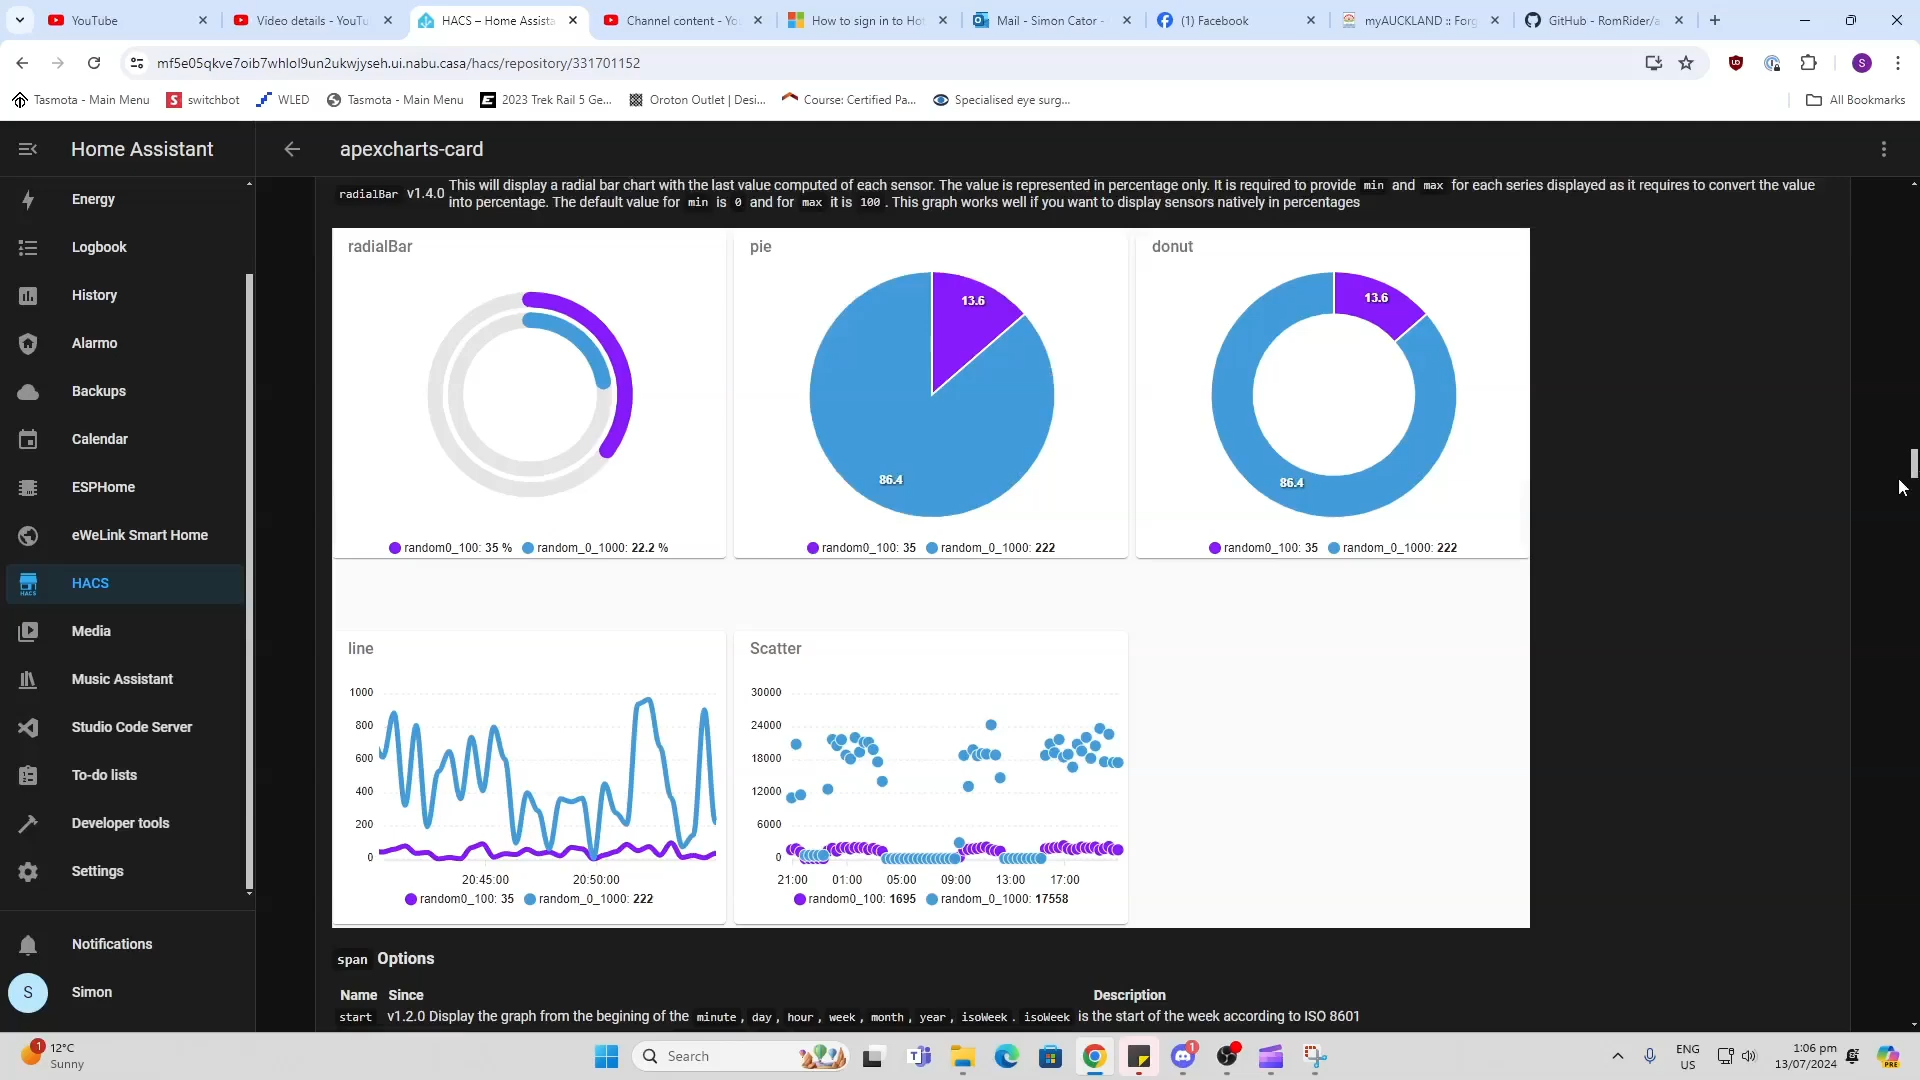 YouTube
Video details - YouTu
HACS – Home Assista
Channel content - Yo
How to sign in to Hot
Mail - Simon Cator -
(1) Facebook
myAUCKLAND :: Forg
GitHub - RomRider/a
mf5e05qkve7oib7whlol9un2ukwjyseh.ui.nabu.casa/hacs/repository/331701152
S
Tasmota - Main Menu
switchbot
WLED
Tasmota - Main Menu
2023 Trek Rail 5 Ge...
Oroton Outlet | Desi...
Course: Certified Pa...
Specialised eye surg...
All Bookmarks
Home Assistant
apexcharts-card
Energy
Logbook
History
Alarmo
Backups
Calendar
ESPHome
eWeLink Smart Home
HACS
Media
Music Assistant
Studio Code Server
To-do lists
Developer tools
Settings
Notifications
S
Simon
radialBar v1.4.0 This will display a radial bar chart with the last value computed of each sensor. The value is represented in percentage only. It is required to provide min and max for each series displayed as it requires to convert the value
into percentage. The default value for min is 0 and for max it is 100 . This graph works well if you want to display sensors natively in percentages
radialBar
random0_100: 35 % random_0_1000: 22.2 %
pie
13.6
86.4
random0_100: 35 random_0_1000: 222
donut
13.6
86.4
random0_100: 35 random_0_1000: 222
line
1000
800
600
400
200
0
20:45:00 20:50:00
random0_100: 35 random_0_1000: 222
Scatter
30000
24000
18000
12000
6000
0
21:00 01:00 05:00 09:00 13:00 17:00
random0_100: 1695 random_0_1000: 17558
span Options
Name Since Description
start v1.2.0 Display the graph from the begining of the minute , day , hour , week , month , year , isoWeek . isoWeek is the start of the week according to ISO 8601
1
12°C
Sunny
Search
1
ENG
US
1:06 pm
13/07/2024
PRE